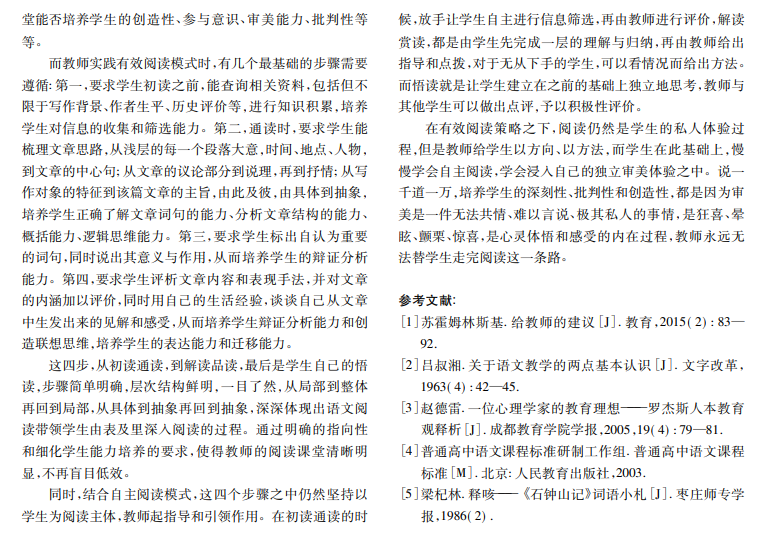 堂能否培养学生的创造性、参与意识、审美能力、批判性等
等。
而教师实践有效阅读模式时,有几个最基础的步骤需要
遵循:第一,要求学生初读之前,能查询相关资料,包括但不
限于写作背景、作者生平、历史评价等,进行知识积累,培养
学生对信息的收集和筛选能力。第二,通读时,要求学生能
梳理文章思路,从浅层的每一个段落大意,时间、地点、人物,
到文章的中心句;从文章的议论部分到说理,再到抒情;从写
作对象的特征到该篇文章的主旨,由此及彼,由具体到抽象,
培养学生正确了解文章词句的能力、分析文章结构的能力、
概括能力、逻辑思维能力。第三,要求学生标出自认为重要
的词句,同时说出其意义与作用,从而培养学生的辩证分析
能力。第四,要求学生评析文章内容和表现手法,并对文章
的内涵加以评价,同时用自己的生活经验,谈谈自己从文章
中生发出来的见解和感受,从而培养学生辩证分析能力和创
造联想思维,培养学生的表达能力和迁移能力。
这四步,从初读通读,到解读品读,最后是学生自己的悟
读,步骤简单明确,层次结构鲜明,一目了然,从局部到整体
再回到局部,从具体到抽象再回到抽象,深深体现出语文阅
读带领学生由表及里深入阅读的过程。通过明确的指向性
和细化学生能力培养的要求,使得教师的阅读课堂清晰明
显,不再盲目低效。
同时,结合自主阅读模式,这四个步骤之中仍然坚持以
学生为阅读主体,教师起指导和引领作用。在初读通读的时
候,放手让学生自主进行信息筛选,再由教师进行评价,解读
赏读,都是由学生先完成一层的理解与归纳,再由教师给出
指导和点拨,对于无从下手的学生,可以看情况而给出方法。
而悟读就是让学生建立在之前的基础上独立地思考,教师与
其他学生可以做出点评,予以积极性评价。
在有效阅读策略之下,阅读仍然是学生的私人体验过
程,但是教师给学生以方向、以方法,而学生在此基础上,慢
慢学会自主阅读,学会浸入自己的独立审美体验之中。说一
千道一万,培养学生的深刻性、批判性和创造性,都是因为审
美是一件无法共情、难以言说、极其私人的事情,是狂喜、晕
眩、颤栗、惊喜,是心灵体悟和感受的内在过程,教师永远无
法替学生走完阅读这一条路。
参考文献:
[1]苏霍姆林斯基.给教师的建议[J].教育,2015(2):83—
92.
[2]吕叔湘.关于语文教学的两点基本认识[J].文字改革,
1963(4):42—45.
[3]赵德雷.一位心理学家的教育理想——罗杰斯人本教育
观释析[J].成都教育学院学报,2005,19(4):79—81.
[4]普通高中语文课程标准研制工作组.普通高中语文课程
标准[M].北京:人民教育出版社,2003.
[5]梁杞林.释唆——《石钟山记》词语小札[J].枣庄师专学
报,1986(2).